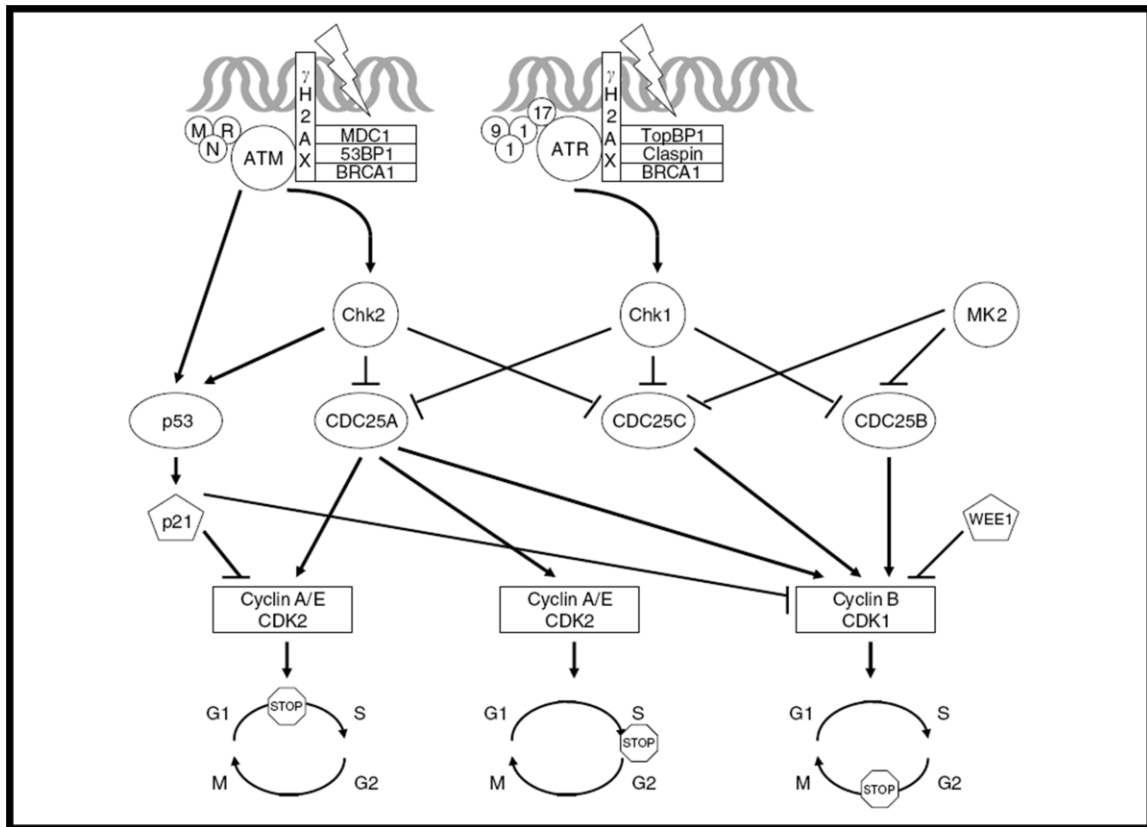 γ
H
2
A
X
M
R
N
ATM
MDC1
53BP1
BRCA1
γ
H
2
A
X
9
1
1
17
ATR
TopBP1
Claspin
BRCA1
Chk2
Chk1
MK2
p53
CDC25A
CDC25C
CDC25B
p21
WEE1
Cyclin A/E
CDK2
Cyclin A/E
CDK2
Cyclin B
CDK1
G1
STOP
S
M
G2
G1
S
STOP
M
G2
G1
S
M
STOP
G2